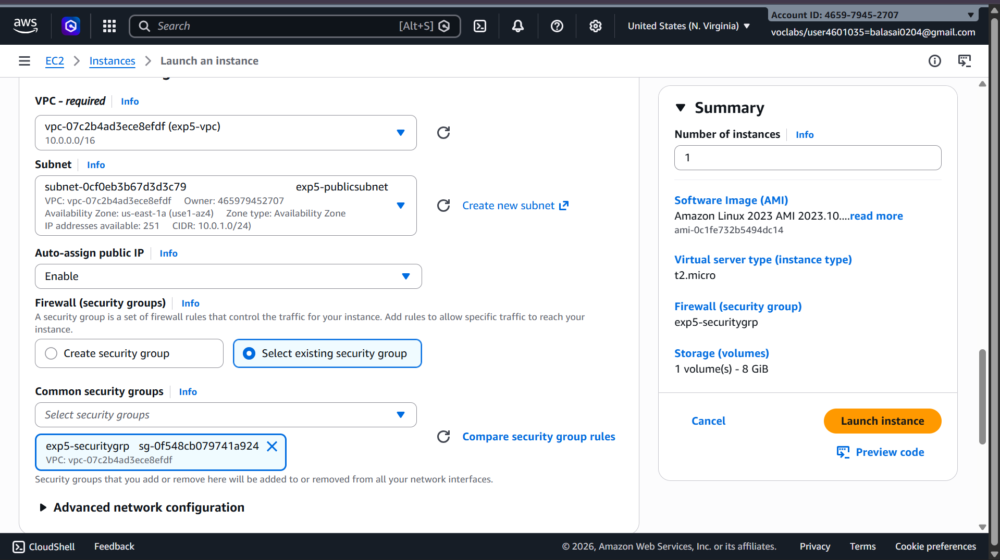 aws
Search
[Alt+S]
United States (N. Virginia)
Account ID: 4659-7945-2707
voclabs/user4601035=balasai0204@gmail.com
EC2
Instances
Launch an instance
VPC - required
Info
vpc-07c2b4ad3ece8efdf (exp5-vpc)
10.0.0.0/16
Subnet
Info
subnet-0cf0eb3b67d3d3c79 exp5-publicsubnet
VPC: vpc-07c2b4ad3ece8efdf Owner: 465979452707
Availability Zone: us-east-1a (use1-az4) Zone type: Availability Zone
IP addresses available: 251 CIDR: 10.0.1.0/24)
Create new subnet
Auto-assign public IP
Info
Enable
Firewall (security groups)
Info
A security group is a set of firewall rules that control the traffic for your instance. Add rules to allow specific traffic to reach your
instance.
Create security group
Select existing security group
Common security groups
Info
Select security groups
exp5-securitygrp sg-0f548cb079741a924
VPC: vpc-07c2b4ad3ece8efdf
Compare security group rules
Security groups that you add or remove here will be added to or removed from all your network interfaces.
Advanced network configuration
Summary
Number of instances
Info
1
Software Image (AMI)
Amazon Linux 2023 AMI 2023.10....read more
ami-0c1fe732b5494dc14
Virtual server type (instance type)
t2.micro
Firewall (security group)
exp5-securitygrp
Storage (volumes)
1 volume(s) - 8 GiB
Cancel
Launch instance
Preview code
CloudShell
Feedback
© 2026, Amazon Web Services, Inc. or its affiliates.
Privacy
Terms
Cookie preferences